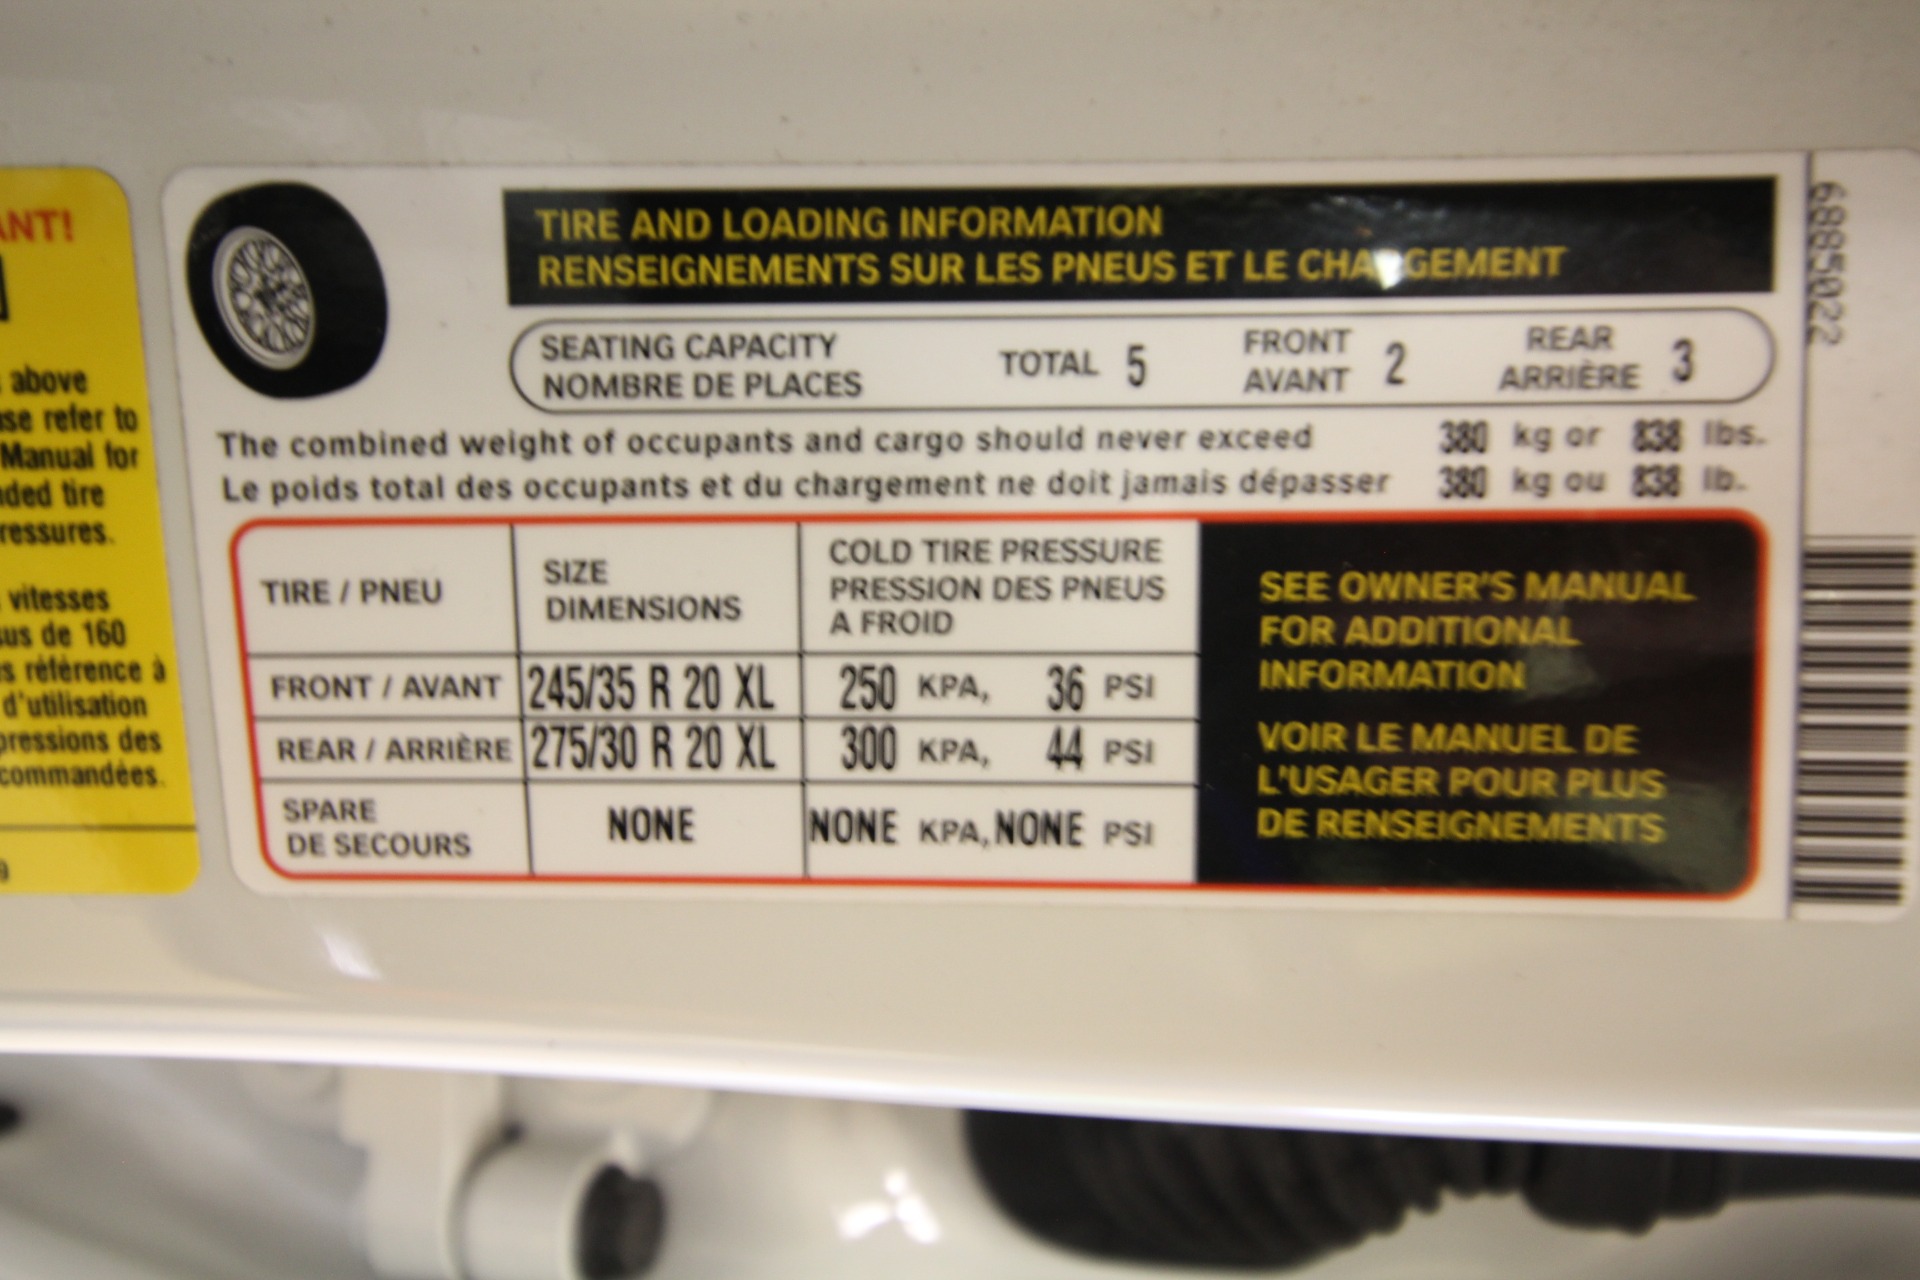 ANT!
above
refer to
Manual for
tire
vitesses
de 160
référence à
d'utilisation
pressions des
TIRE AND LOADING INFORMATION
RENSEIGNEMENTS SUR LES PNEUS ET LE CHARGEMENT
SEATING CAPACITY TOTAL 5 FRONT 2 REAR 3
NOMBRE DE PLACES AVANT ARRIÈRE
The combined weight of occupants and cargo should never exceed 380 kg or 838 lbs.
Le poids total des occupants et du chargement ne doit jamais dépasser 380 kg ou 838 lb.
TIRE / PNEU
SIZE
DIMENSIONS
COLD TIRE PRESSURE
PRESSION DES PNEUS
A FROID
FRONT / AVANT 245/35 R 20 XL 250 KPA, 36 PSI
REAR / ARRIÈRE 275/30 R 20 XL 300 KPA, 44 PSI
SPARE
DE SECOURS
NONE NONE KPA, NONE PSI
SEE OWNER'S MANUAL
FOR ADDITIONAL
INFORMATION
VOIR LE MANUEL DE
L'USAGER POUR PLUS
DE RENSEIGNEMENTS
6885022